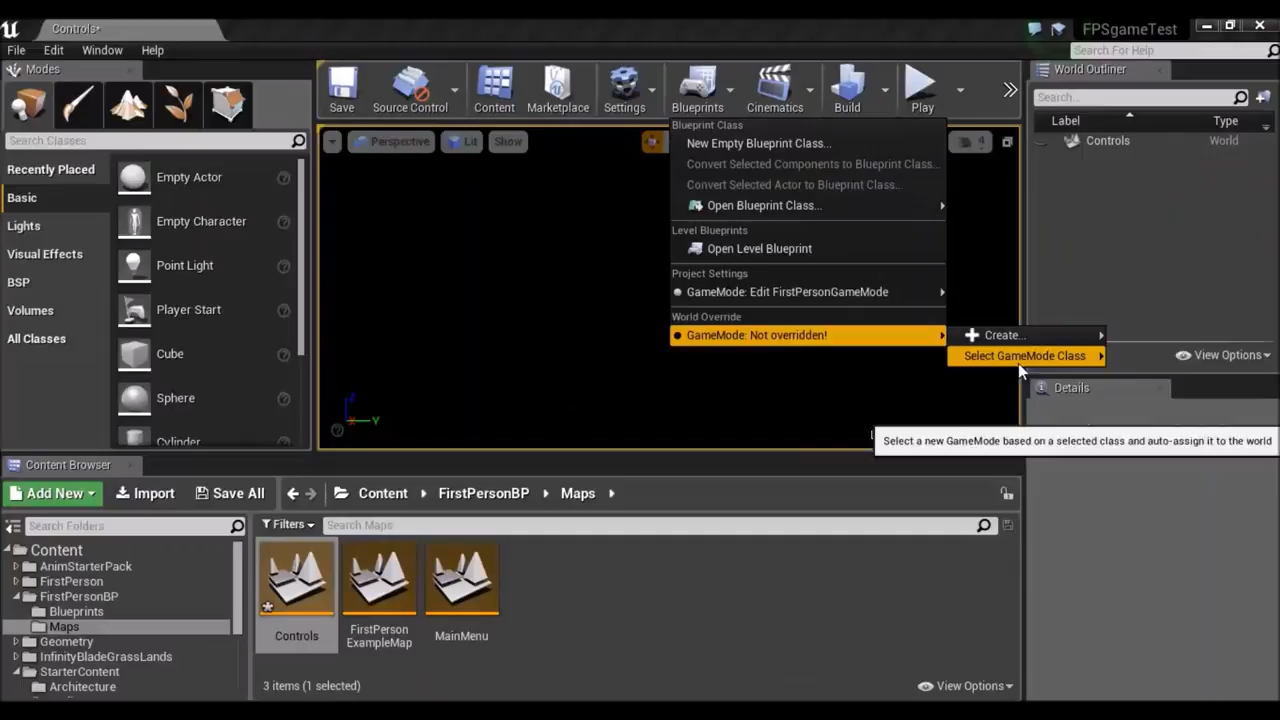 Controls•
FPSgameTest
File Edit Window Help
Search For Help
Modes
Save
Source Control
Content
Marketplace
Settings
Blueprints
Cinematics
Build
Play
World Outliner
Search...
Label
Type
Controls
World
View Options
Search Classes
Recently Placed
Basic
Lights
Visual Effects
BSP
Volumes
All Classes
Empty Actor
Empty Character
Point Light
Player Start
Cube
Sphere
Cylinder
Perspective
Lit
Show
4
Blueprint Class
New Empty Blueprint Class...
Convert Selected Components to Blueprint Class...
Convert Selected Actor to Blueprint Class...
Open Blueprint Class...
Level Blueprints
Open Level Blueprint
Project Settings
GameMode: Edit FirstPersonGameMode
World Override
GameMode: Not overridden!
Create...
Select GameMode Class
Details
Select a new GameMode based on a selected class and auto-assign it to the world
Y
Content Browser
Add New
Import
Save All
Content
FirstPersonBP
Maps
Search Folders
Filters
Search Maps
Content
AnimStarterPack
FirstPerson
FirstPersonBP
Blueprints
Maps
Geometry
InfinityBladeGrassLands
StarterContent
Architecture
Controls
FirstPerson
ExampleMap
MainMenu
3 items (1 selected)
View Options